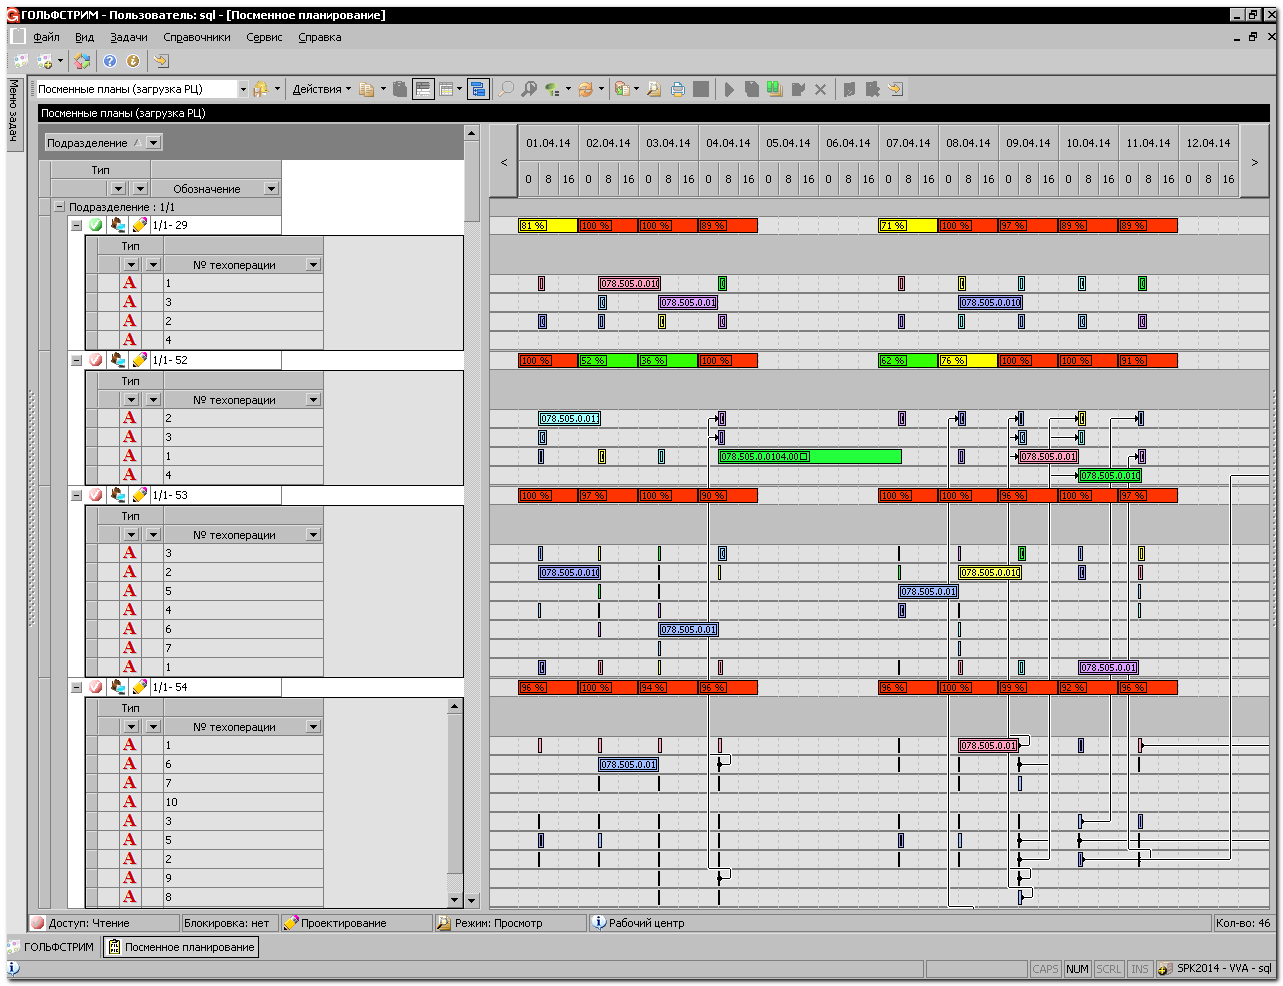 ГОЛЬФСТРИМ - Пользователь: sql - [Посменное планирование]
Файл Вид Задачи Справочники Сервис Справка
Меню задач
Посменные планы (загрузка РЦ) Действия
Посменные планы (загрузка РЦ)
Подразделение
< 01.04.14 02.04.14 03.04.14 04.04.14 05.04.14 06.04.14 07.04.14 08.04.14 09.04.14 10.04.14 11.04.14 12.04.14 >
Тип
0 8 16 0 8 16 0 8 16 0 8 16 0 8 16 0 8 16 0 8 16 0 8 16 0 8 16 0 8 16 0 8 16 0 8 16
Обозначение
Подразделение : 1/1
1/1- 29 81 % 100 % 100 % 89 % 71 % 100 % 97 % 89 % 89 %
Тип
№ техоперации
A 1 078.505.0.010
A 3 078.505.0.01 078.505.0.010
A 2
A 4
1/1- 52 100 % 52 % 36 % 100 % 62 % 76 % 100 % 100 % 91 %
Тип
№ техоперации
A 2 078.505.0.011
A 3
A 1 078.505.0.0104.00 078.505.0.01
A 4 078.505.0.010
1/1- 53 100 % 97 % 100 % 90 % 100 % 100 % 96 % 100 % 97 %
Тип
№ техоперации
A 3
A 2 078.505.0.010 078.505.0.010
A 5 078.505.0.01
A 4
A 6 078.505.0.01
A 7
A 1 078.505.0.01
1/1- 54 96 % 100 % 94 % 96 % 96 % 100 % 99 % 92 % 96 %
Тип
№ техоперации
A 1 078.505.0.01
A 6 078.505.0.01
A 7
A 10
A 3
A 5
A 2
A 9
A 8
Доступ: Чтение Блокировка: нет Проектирование Режим: Просмотр Рабочий центр Кол-во: 46
ГОЛЬФСТРИМ Посменное планирование
CAPS NUM SCRL INS SPK2014 - VVA - sql